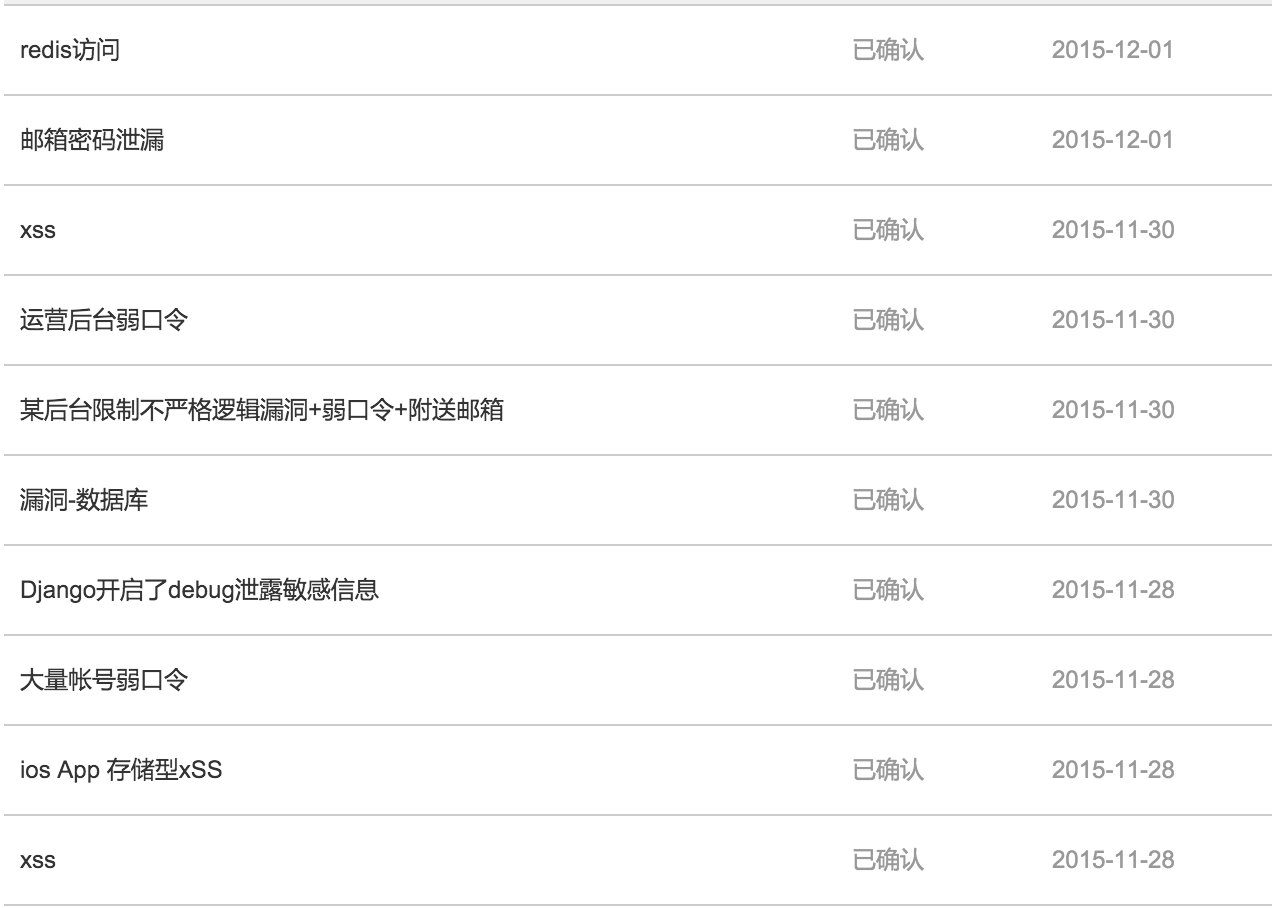 redis访问 已确认 2015-12-01
邮箱密码泄漏 已确认 2015-12-01
xss 已确认 2015-11-30
运营后台弱口令 已确认 2015-11-30
某后台限制不严格逻辑漏洞+弱口令+附送邮箱 已确认 2015-11-30
漏洞-数据库 已确认 2015-11-30
Django开启了debug泄露敏感信息 已确认 2015-11-28
大量帐号弱口令 已确认 2015-11-28
ios App 存储型xSS 已确认 2015-11-28
xss 已确认 2015-11-28